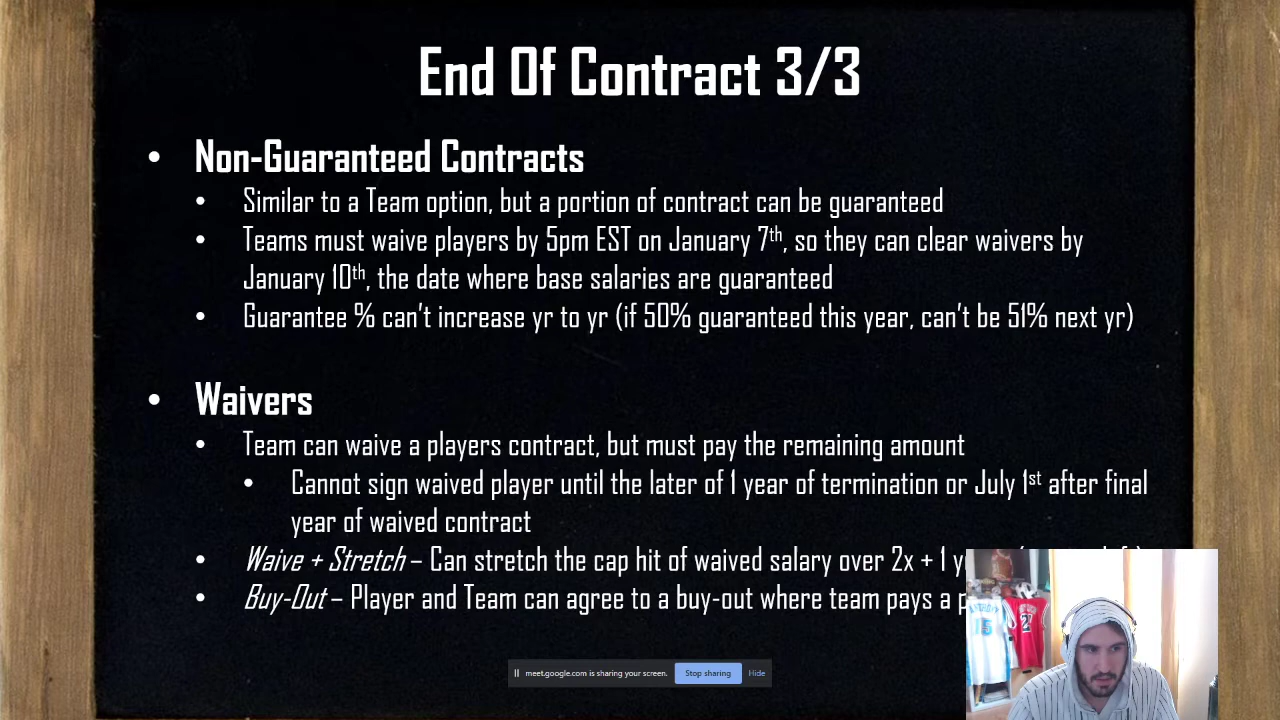 End Of Contract 3/3
• Non-Guaranteed Contracts
• Similar to a Team option, but a portion of contract can be guaranteed
• Teams must waive players by 5pm EST on January 7th, so they can clear waivers by
January 10th, the date where base salaries are guaranteed
• Guarantee % can't increase yr to yr (if 50% guaranteed this year, can't be 51% next yr)
• Waivers
• Team can waive a players contract, but must pay the remaining amount
• Cannot sign waived player until the later of 1 year of termination or July 1st after final
year of waived contract
• Waive + Stretch – Can stretch the cap hit of waived salary over 2x + 1
• Buy-Out – Player and Team can agree to a buy-out where team pays a
15
2
meet.google.com is sharing your screen. Stop sharing Hide